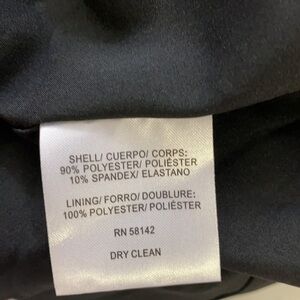 SHELL/ CUERPO/ CORPS:
90% POLYESTER/ POLIÉSTER
10% SPANDEX/ ELASTANO
LINING/ FORRO/ DOUBLURE:
100% POLYESTER/ POLIÉSTER
RN 58142
DRY CLEAN